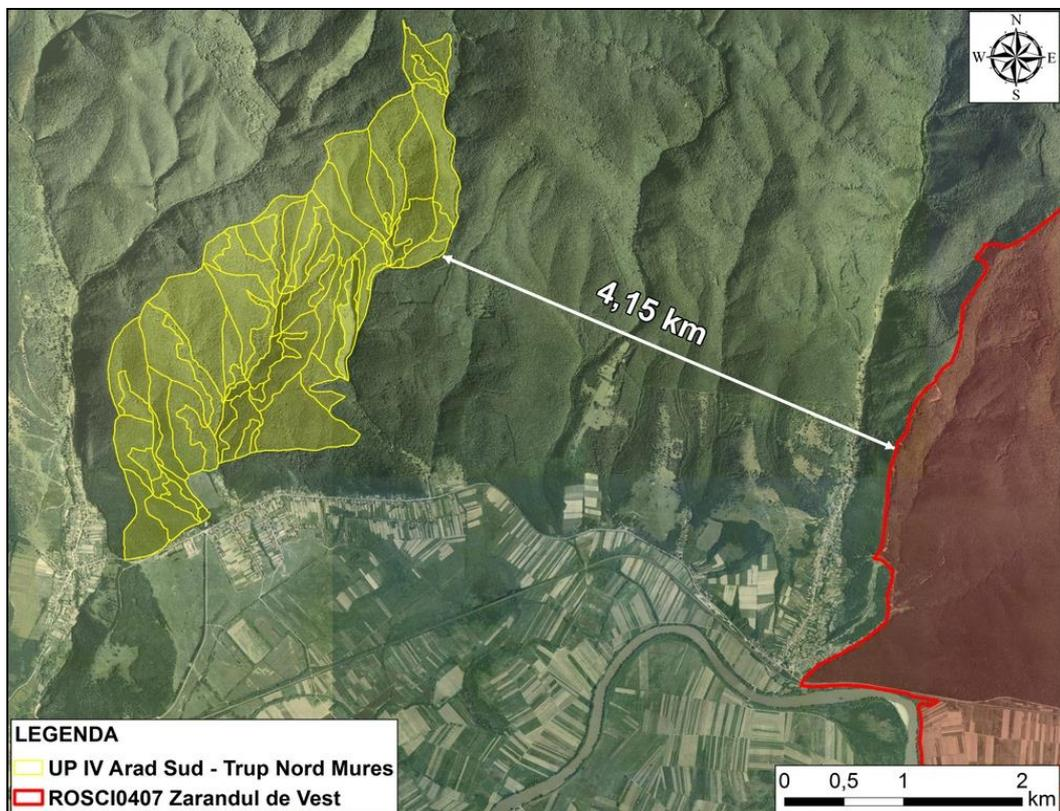 N
W E
S
4,15 km
LEGENDA
UP IV Arad Sud - Trup Nord Mures
ROSCI0407 Zarandul de Vest
0 0,5 1 2
km